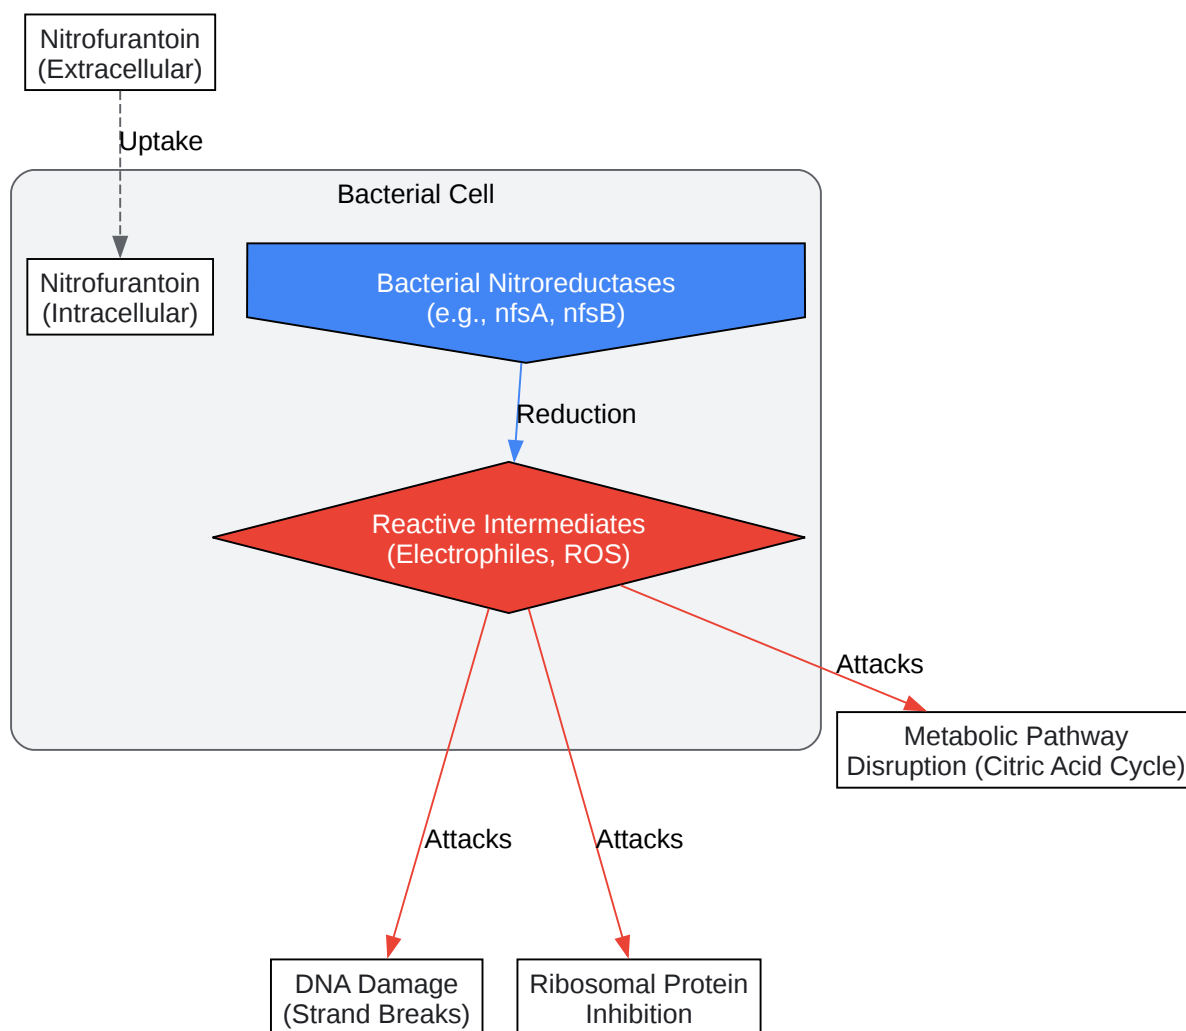 Nitrofurantoin
(Extracellular)
Uptake
Bacterial Cell
Nitrofurantoin
(Intracellular)
Bacterial Nitroreductases
(e.g., nfsA, nfsB)
Reduction
Reactive Intermediates
(Electrophiles, ROS)
Attacks
Metabolic Pathway
Disruption (Citric Acid Cycle)
Attacks
Attacks
DNA Damage
(Strand Breaks)
Ribosomal Protein
Inhibition